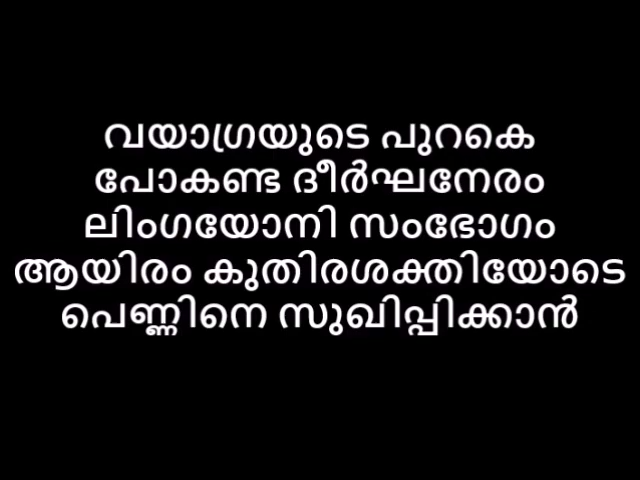 വയാഗ്രയുടെ പുറകെ
പോകണ്ട ദീർഘനേരം
ലിംഗയോനി സംഭോഗം
ആയിരം കുതിരശക്തിയോടെ
പെണ്ണിനെ സുഖിപ്പിക്കാൻ